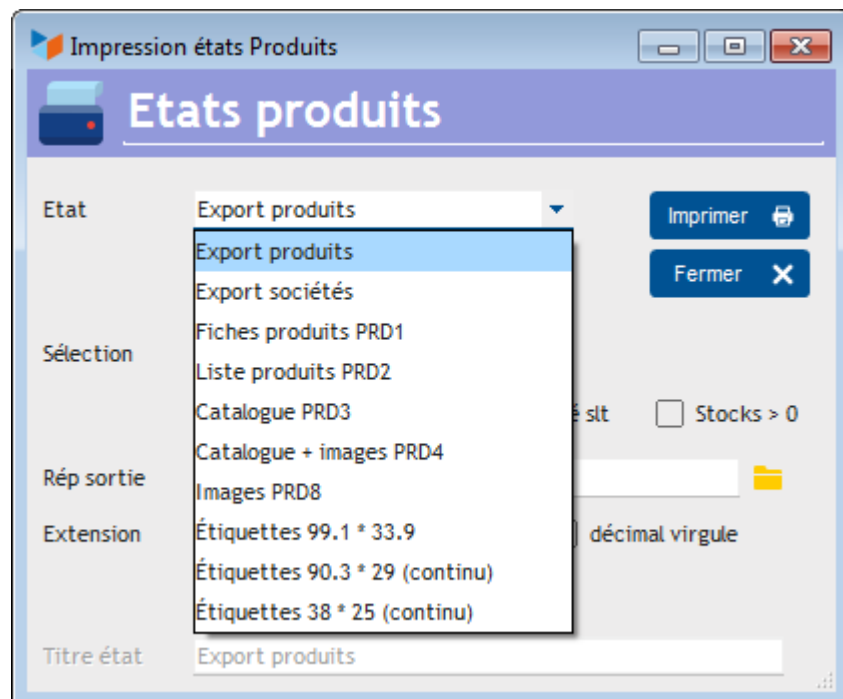 Impression états Produits
Etats produits
Etat
Export produits
Imprimer
Export produits
Fermer
Export sociétés
Fiches produits PRD1
Sélection
Liste produits PRD2
Catalogue PRD3
slt
Stocks > 0
Catalogue + images PRD4
Rép sortie
Images PRD8
Extension
Étiquettes 99.1 * 33.9
décimal virgule
Étiquettes 90.3 * 29 (continu)
Étiquettes 38 * 25 (continu)
Titre état
Export produits